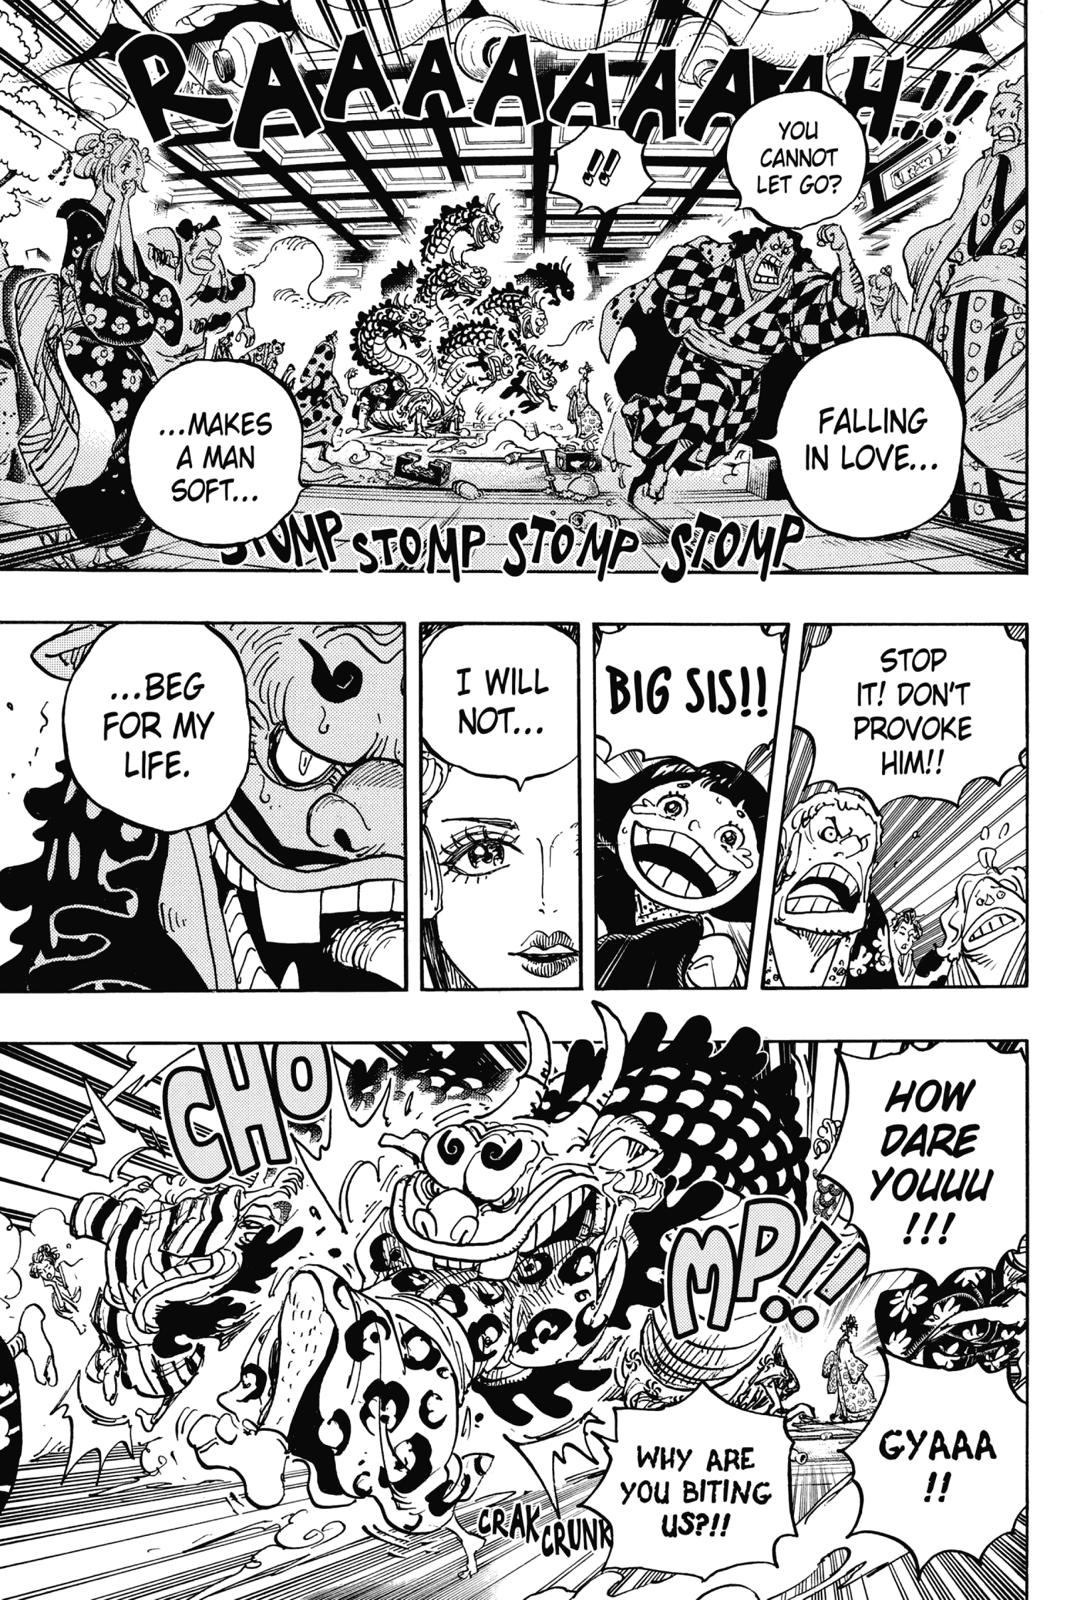 RAAAAAAAAH!!!
YOU
CANNOT
LET GO?
!!
FALLING
IN LOVE...
...MAKES
A MAN
SOFT...
STOMP STOMP STOMP STOMP
STOP
IT! DON'T
PROVOKE
HIM!!
BIG SIS!!
I WILL
NOT...
...BEG
FOR MY
LIFE.
HOW
DARE
YOUUU
!!!
CHO
MP!!
GYAAA
!!
WHY ARE
YOU BITING
US?!!
CRAK
CRUNK